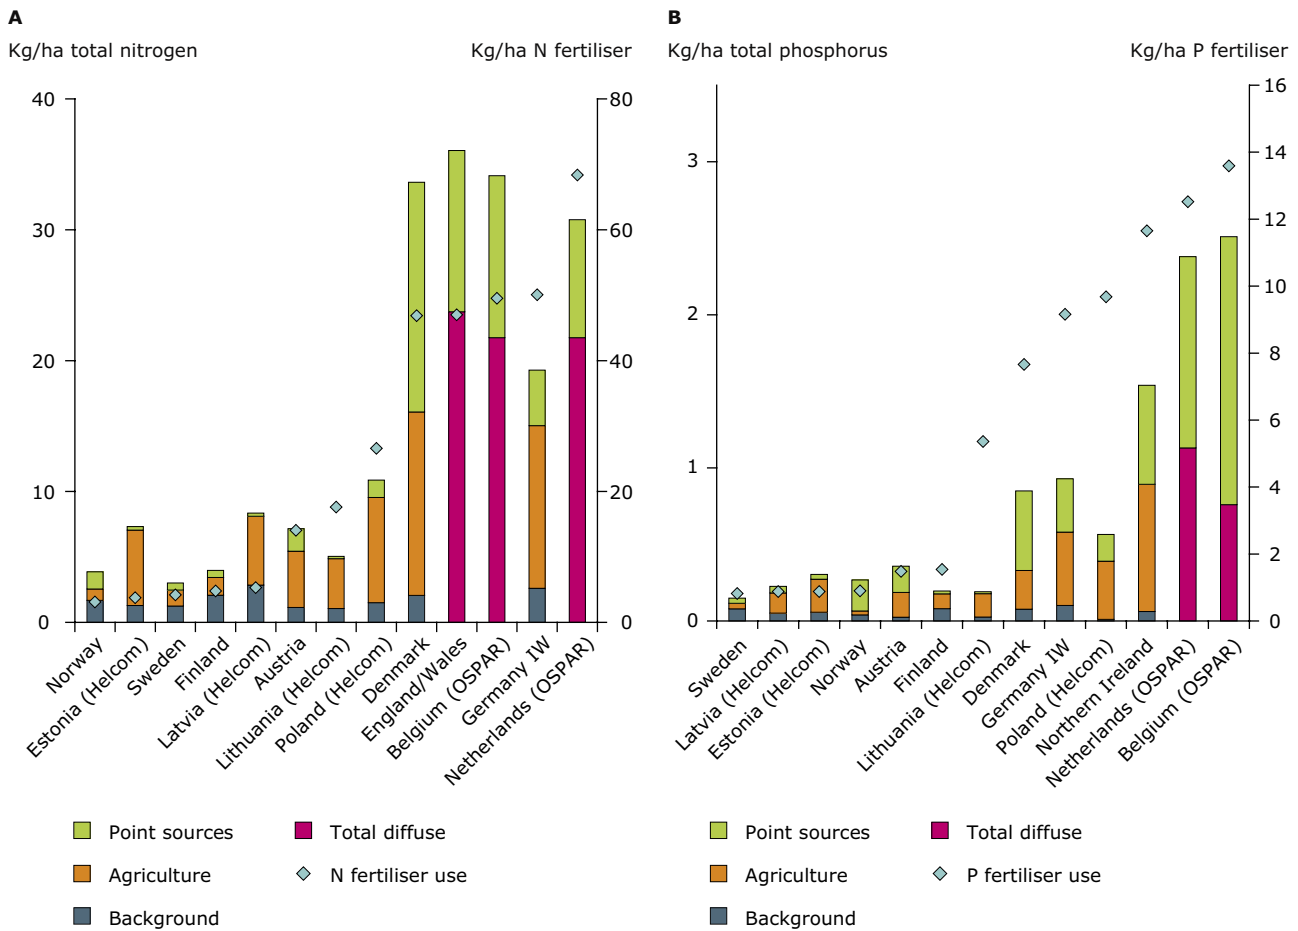 A
Kg/ha total nitrogen
Kg/ha N fertiliser
40
30
20
10
0
80
60
40
20
0
Norway
Estonia (Helcom)
Sweden
Finland
Latvia (Helcom)
Austria
Lithuania (Helcom)
Poland (Helcom)
Denmark
England/Wales
Belgium (OSPAR)
Germany IW
Netherlands (OSPAR)
Point sources
Total diffuse
Agriculture
N fertiliser use
Background
B
Kg/ha total phosphorus
Kg/ha P fertiliser
3
2
1
0
16
14
12
10
8
6
4
2
0
Sweden
Latvia (Helcom)
Estonia (Helcom)
Norway
Austria
Finland
Lithuania (Helcom)
Denmark
Germany IW
Poland (Helcom)
Northern Ireland
Netherlands (OSPAR)
Belgium (OSPAR)
Point sources
Total diffuse
Agriculture
P fertiliser use
Background